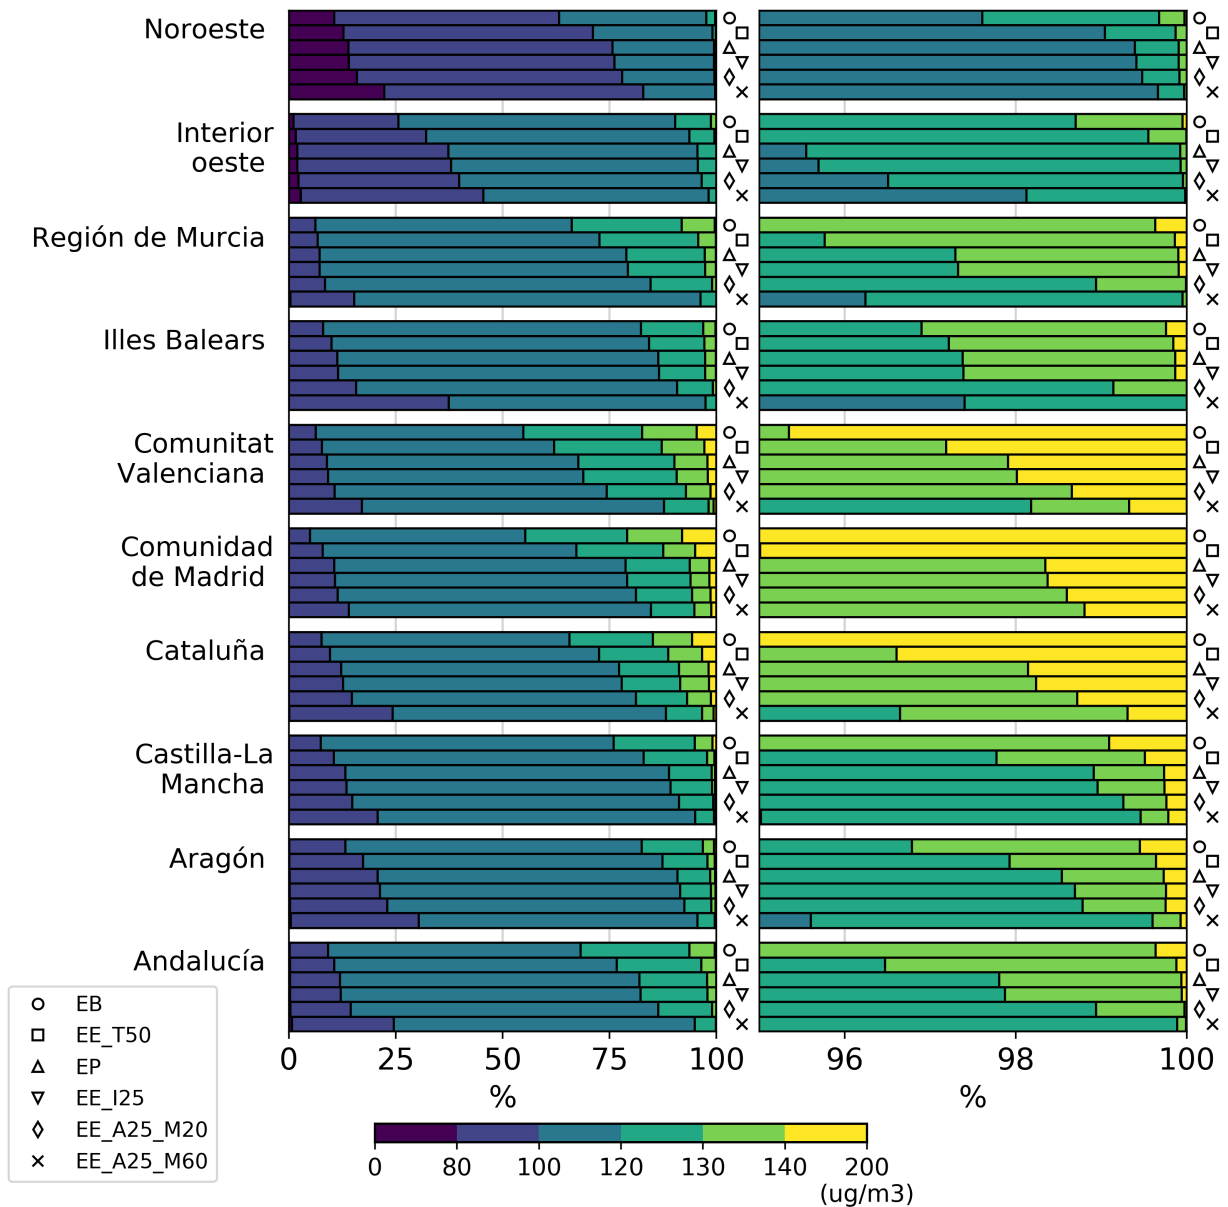 Noroeste
Interior
oeste
Región de Murcia
Illes Balears
Comunitat
Valenciana
Comunidad
de Madrid
Cataluña
Castilla-La
Mancha
Aragón
Andalucía
EB
EE_T50
EP
EE_I25
EE_A25_M20
EE_A25_M60
0 25 50 75 100
%
96 98 100
%
0 80 100 120 130 140 200
(ug/m3)